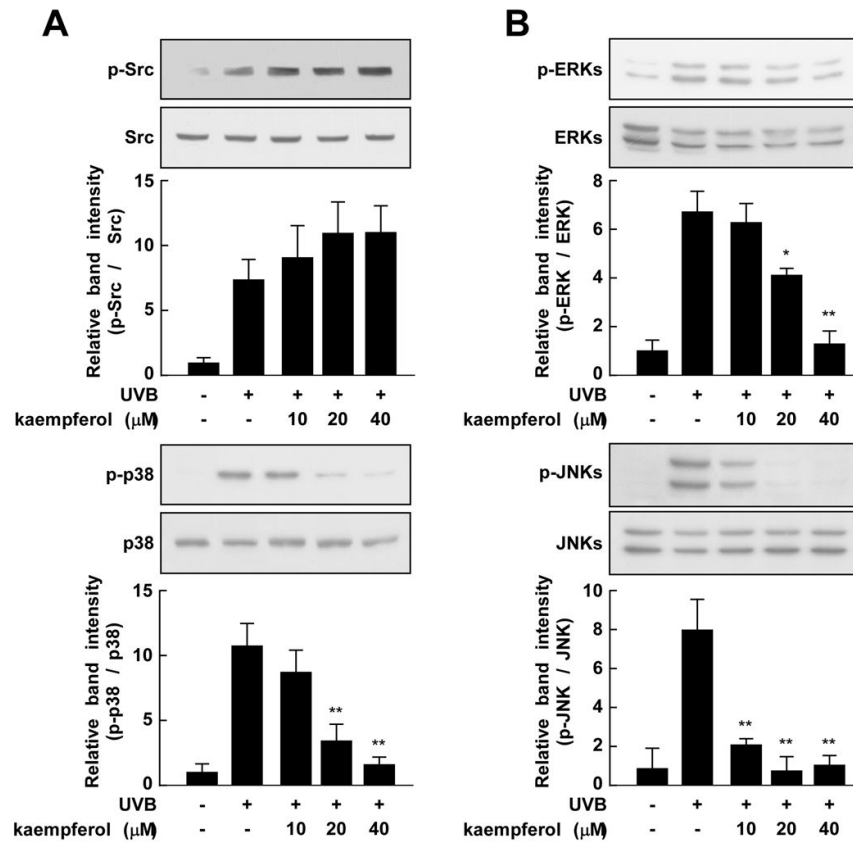 A
p-Src
Src
Relative band intensity
(p-Src / Src)
15
10
5
0
UVB - + + + +
kaempferol (μM) - - 10 20 40
p-p38
p38
Relative band intensity
(p-p38 / p38)
15
10
5
0
**
**
UVB - + + + +
kaempferol (μM) - - 10 20 40
B
p-ERKs
ERKs
Relative band intensity
(p-ERK / ERK)
8
6
4
2
0
*
**
UVB - + + + +
kaempferol (μM) - - 10 20 40
p-JNKs
JNKs
Relative band intensity
(p-JNK / JNK)
10
8
6
4
2
0
**
**
**
UVB - + + + +
kaempferol (μM) - - 10 20 40